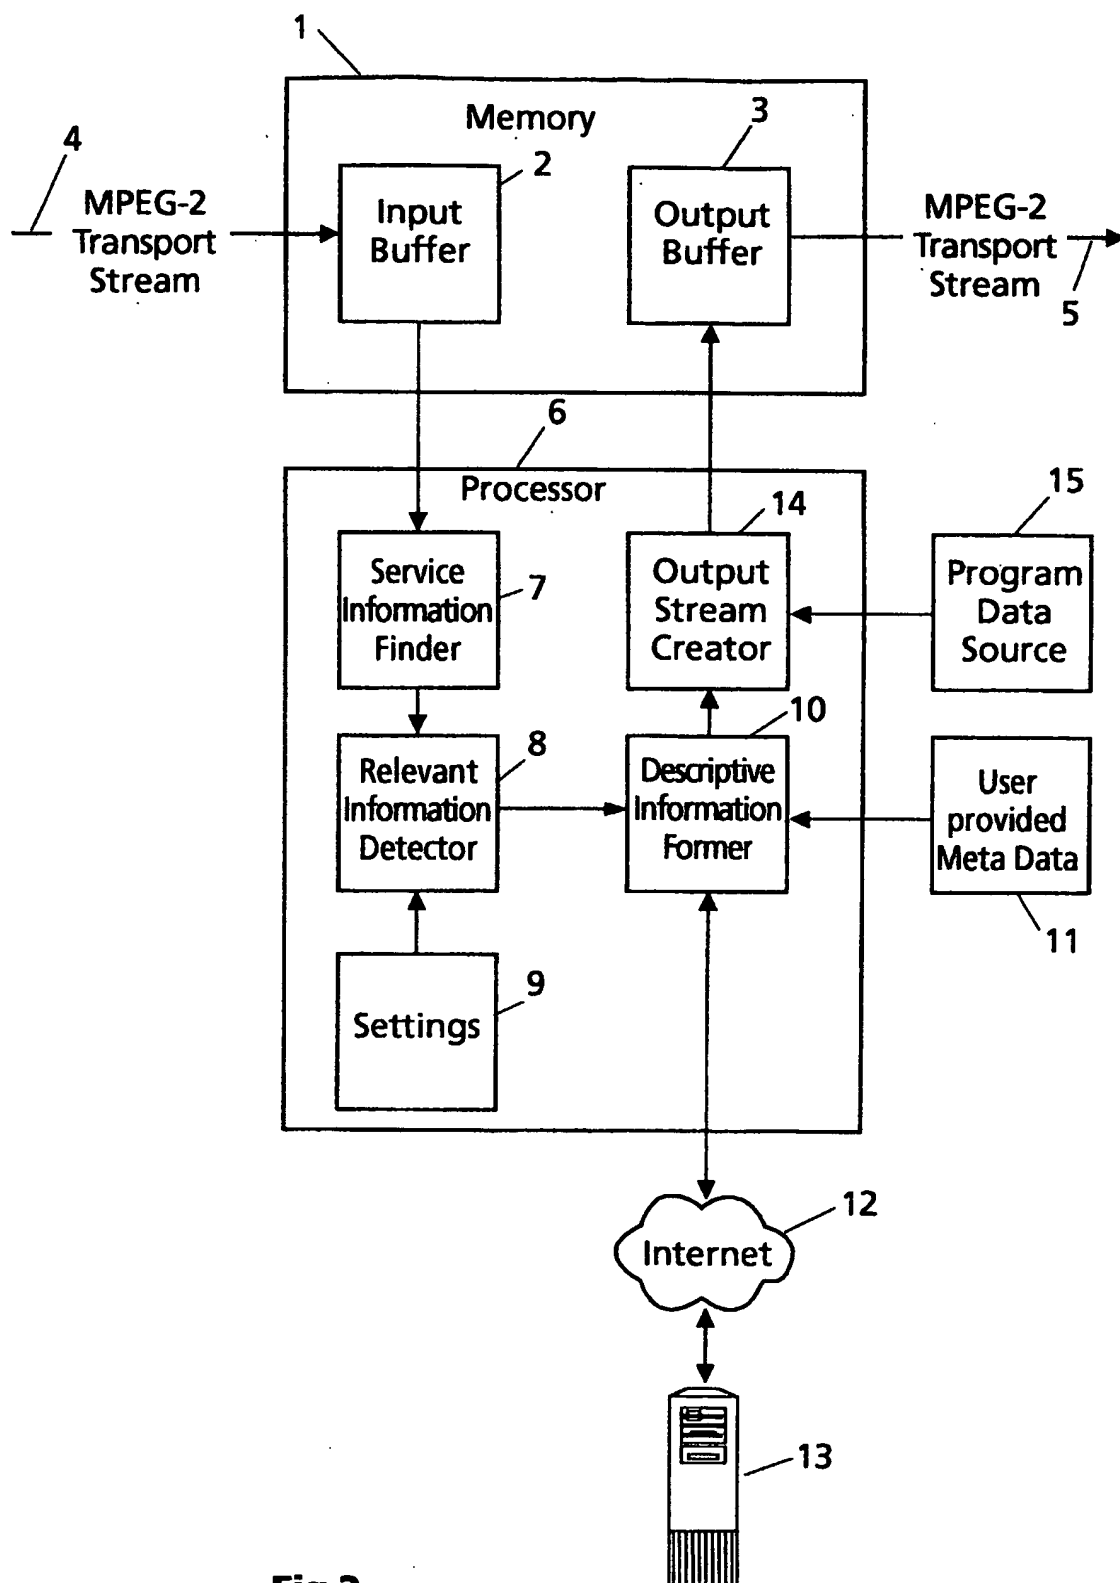 1
Memory
3
4
2
MPEG-2
Transport
Stream
Input
Buffer
Output
Buffer
MPEG-2
Transport
Stream
5
6
Processor
15
14
Service
Information
Finder
7
Output
Stream
Creator
Program
Data
Source
10
8
Relevant
Information
Detector
Descriptive
Information
Former
User
provided
Meta Data
11
9
Settings
12
Internet
13